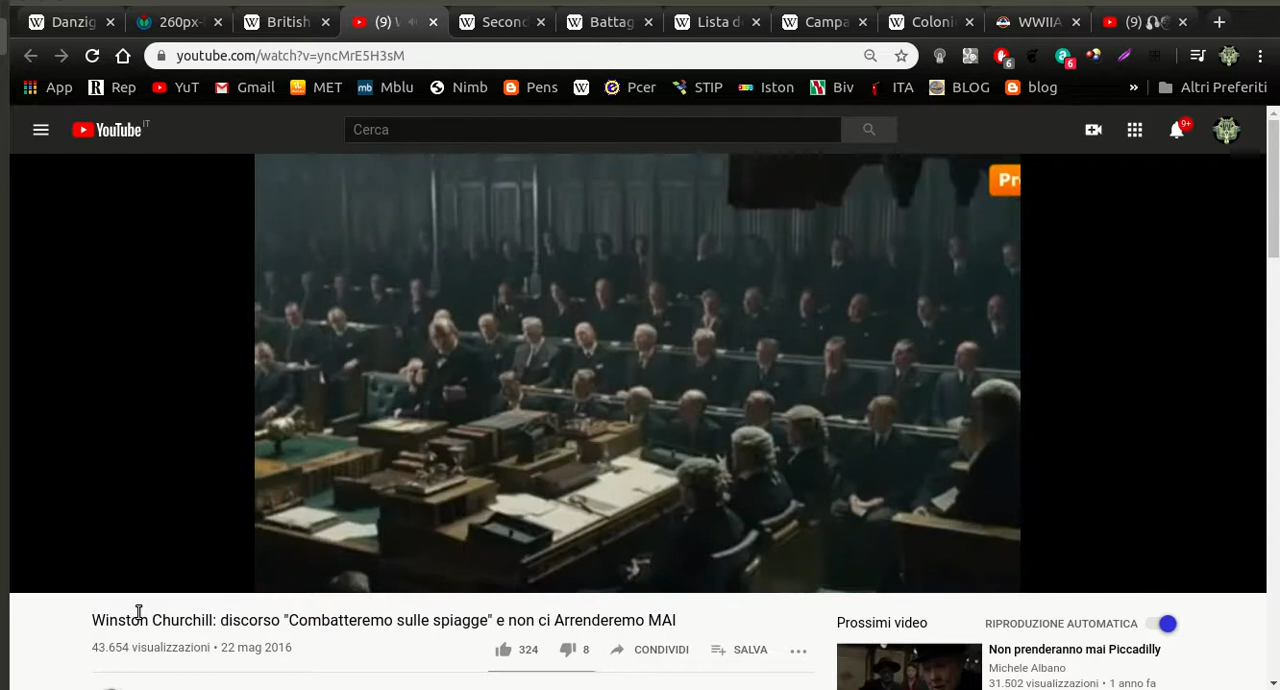 Danzig
260px-
British
(9) V
Second
Battag
Lista d
Campa
Coloni
WWIIA
(9)
youtube.com/watch?v=yncMrE5H3sM
6
6
App
Rep
YuT
Gmail
MET
Mblu
Nimb
Pens
Pcer
STIP
Iston
Biv
ITA
BLOG
blog
»
Altri Preferiti
YouTube IT
Cerca
9+
Pr
Winston Churchill: discorso "Combatteremo sulle spiagge" e non ci Arrenderemo MAI
43.654 visualizzazioni • 22 mag 2016
324
8
CONDIVIDI
SALVA
Prossimi video
RIPRODUZIONE AUTOMATICA
Non prenderanno mai Piccadilly
Michele Albano
31.502 visualizzazioni • 1 anno fa